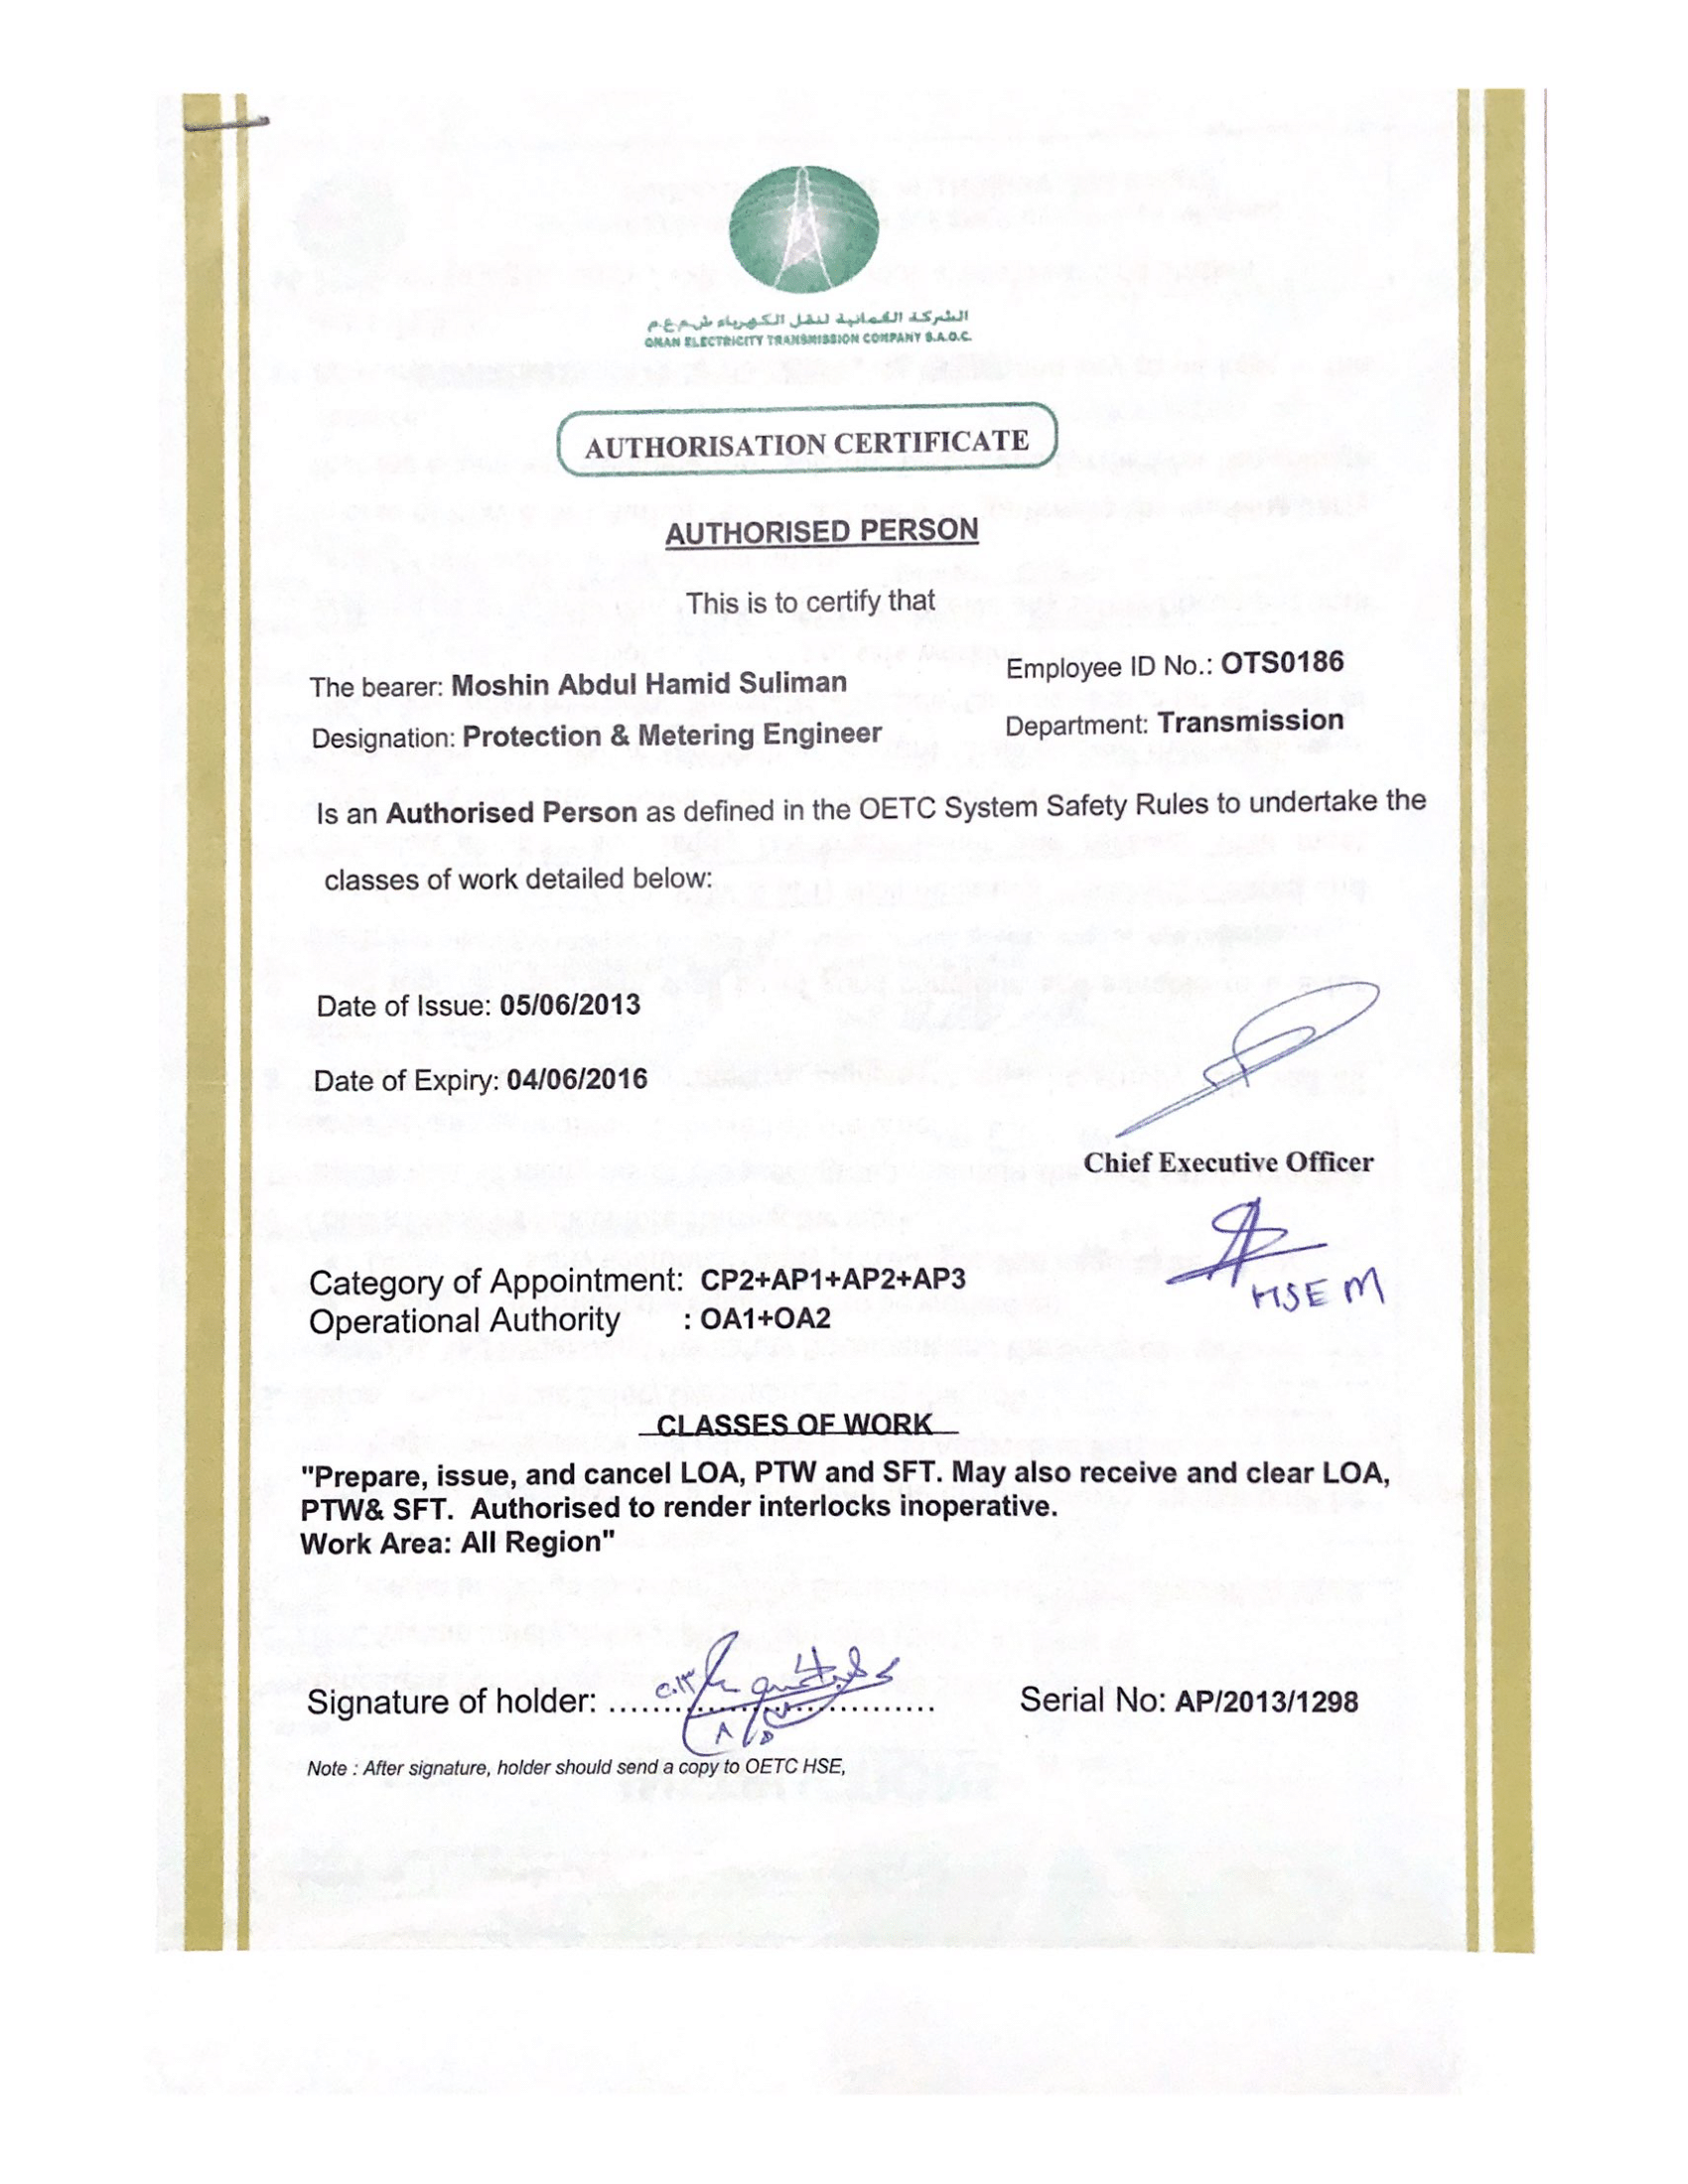 الشركة العمانية لنقل الكهرباء ش.م.ع.م
OMAN ELECTRICITY TRANSMISSION COMPANY S.A.O.C.
AUTHORISATION CERTIFICATE
AUTHORISED PERSON
This is to certify that
The bearer: Moshin Abdul Hamid Suliman Employee ID No.: OTS0186
Designation: Protection & Metering Engineer Department: Transmission
Is an Authorised Person as defined in the OETC System Safety Rules to undertake the
classes of work detailed below:
Date of Issue: 05/06/2013
Date of Expiry: 04/06/2016
Chief Executive Officer
HSEM
Category of Appointment: CP2+AP1+AP2+AP3
Operational Authority : OA1+OA2
CLASSES OF WORK
"Prepare, issue, and cancel LOA, PTW and SFT. May also receive and clear LOA,
PTW& SFT. Authorised to render interlocks inoperative.
Work Area: All Region"
Signature of holder: .............................. Serial No: AP/2013/1298
Note : After signature, holder should send a copy to OETC HSE,